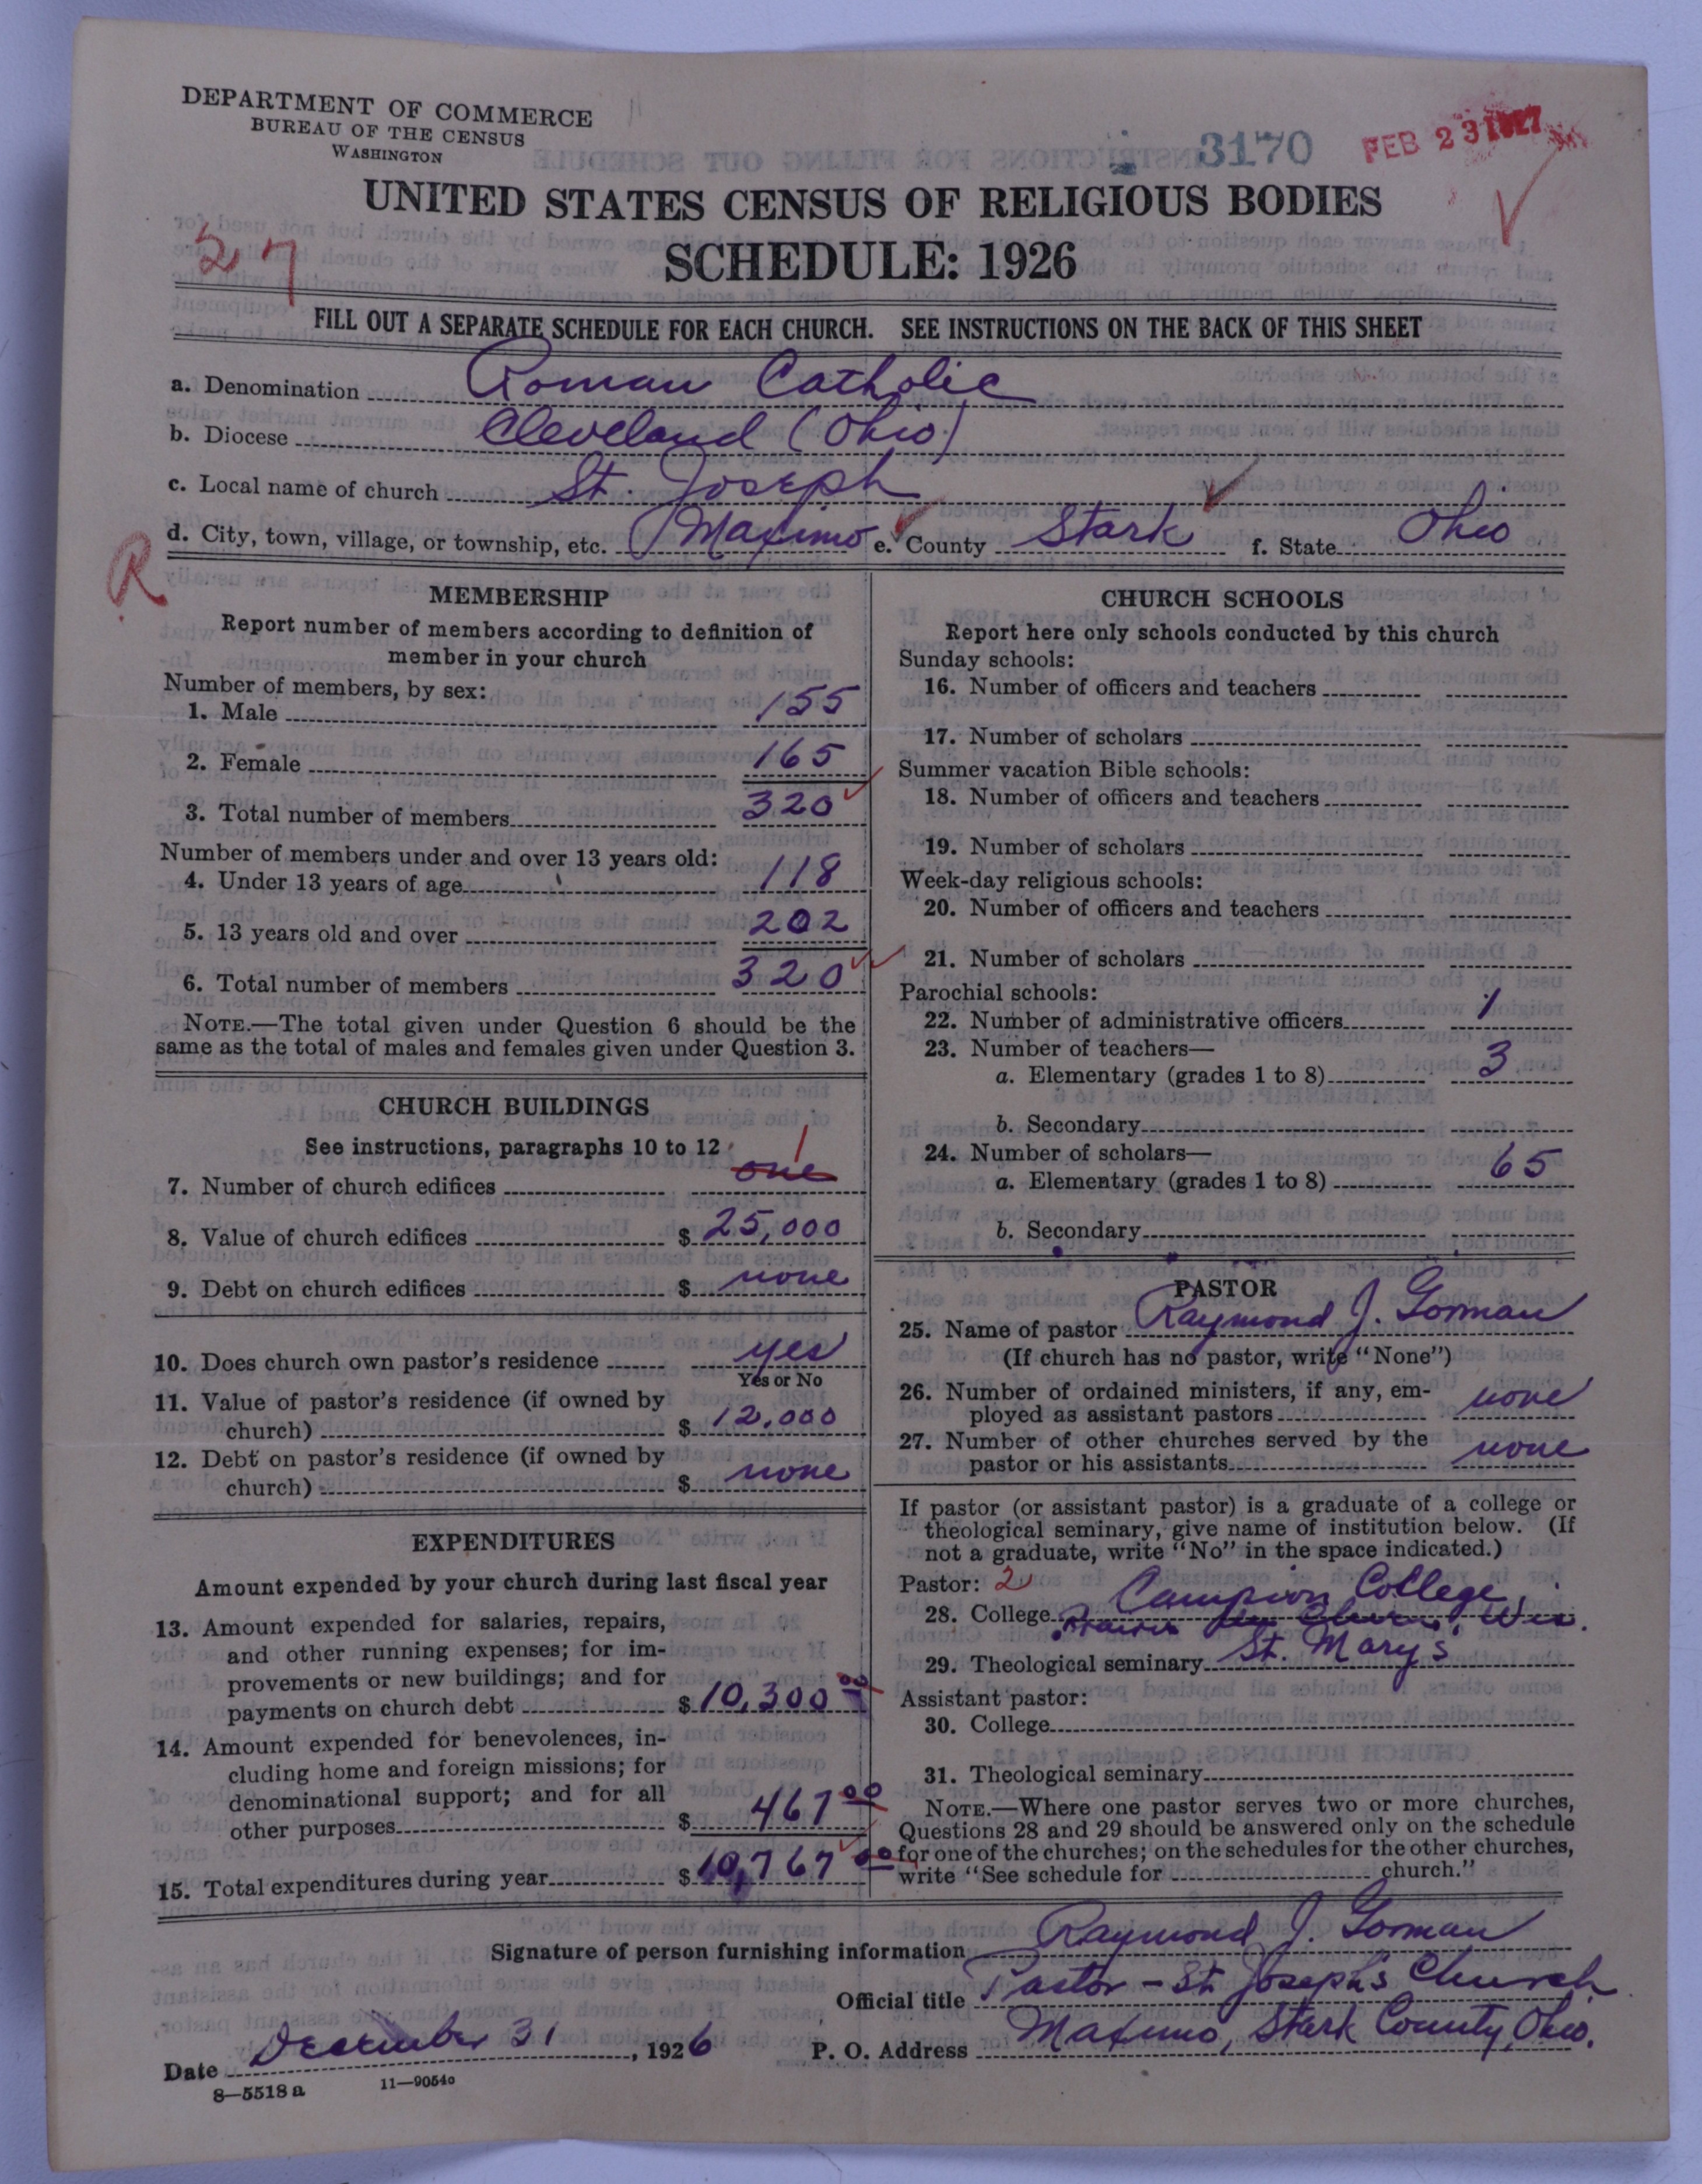 DEPARTMENT OF COMMERCE
BUREAU OF THE CENSUS
WASHINGTON
3170
FEB 23 1927
UNITED STATES CENSUS OF RELIGIOUS BODIES
27
SCHEDULE: 1926
FILL OUT A SEPARATE SCHEDULE FOR EACH CHURCH. SEE INSTRUCTIONS ON THE BACK OF THIS SHEET
a. Denomination Roman Catholic
b. Diocese Cleveland (Ohio)
c. Local name of church St. Joseph
d. City, town, village, or township, etc. Maximo e. County Stark f. State Ohio
R
MEMBERSHIP
Report number of members according to definition of
member in your church
Number of members, by sex:
1. Male 155
2. Female 165
3. Total number of members 320
Number of members under and over 13 years old:
4. Under 13 years of age 118
5. 13 years old and over 202
6. Total number of members 320
NOTE.—The total given under Question 6 should be the
same as the total of males and females given under Question 3.
CHURCH BUILDINGS
See instructions, paragraphs 10 to 12
7. Number of church edifices one 1
8. Value of church edifices $ 25,000
9. Debt on church edifices $ none
10. Does church own pastor's residence yes
Yes or No
11. Value of pastor's residence (if owned by
church) $ 12,000
12. Debt on pastor's residence (if owned by
church) $ none
EXPENDITURES
Amount expended by your church during last fiscal year
13. Amount expended for salaries, repairs,
and other running expenses; for im-
provements or new buildings; and for
payments on church debt $ 10,300 00
14. Amount expended for benevolences, in-
cluding home and foreign missions; for
denominational support; and for all
other purposes $ 467 00
15. Total expenditures during year $ 10,767 00
CHURCH SCHOOLS
Report here only schools conducted by this church
Sunday schools:
16. Number of officers and teachers
17. Number of scholars
Summer vacation Bible schools:
18. Number of officers and teachers
19. Number of scholars
Week-day religious schools:
20. Number of officers and teachers
21. Number of scholars
Parochial schools:
22. Number of administrative officers 1
23. Number of teachers—
a. Elementary (grades 1 to 8) 3
b. Secondary
24. Number of scholars—
a. Elementary (grades 1 to 8) 65
b. Secondary
PASTOR
25. Name of pastor Raymond J. Gorman
(If church has no pastor, write "None")
26. Number of ordained ministers, if any, em-
ployed as assistant pastors none
27. Number of other churches served by the
pastor or his assistants none
If pastor (or assistant pastor) is a graduate of a college or
theological seminary, give name of institution below. (If
not a graduate, write "No" in the space indicated.)
Pastor: 2 Campion College,
28. College Prairie du Chien, Wis.
29. Theological seminary St. Mary's
Assistant pastor:
30. College
31. Theological seminary
NOTE.—Where one pastor serves two or more churches,
Questions 28 and 29 should be answered only on the schedule
for one of the churches; on the schedules for the other churches,
write "See schedule for church."
Signature of person furnishing information Raymond J. Gorman
Official title Pastor - St. Joseph's Church
Date December 31, 1926 P. O. Address Maximo, Stark County, Ohio.
8—5518 a 11—9054c